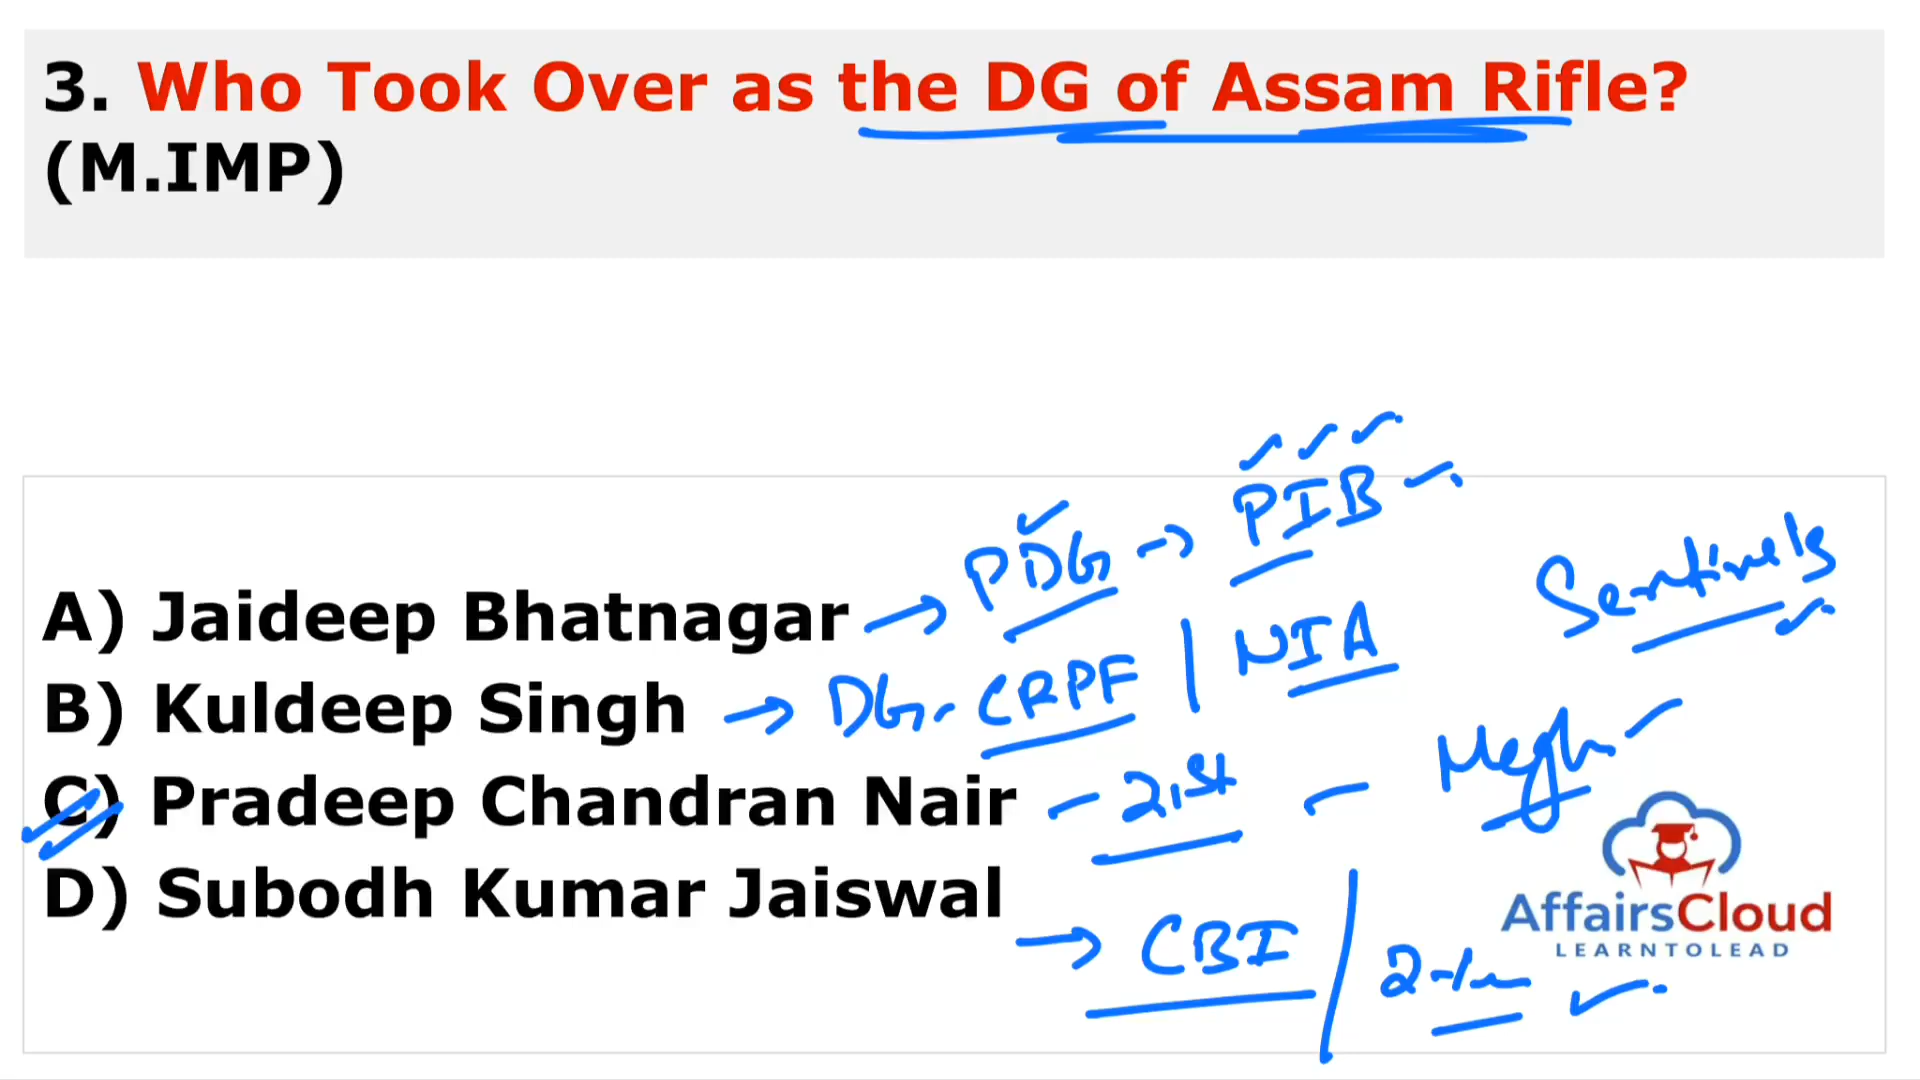 3. Who Took Over as the DG of Assam Rifle?
(M.IMP)
PIB
PDG
Sentinels
A) Jaideep Bhatnagar
NIA
B) Kuldeep Singh
DG-CRPF
Megh
C) Pradeep Chandran Nair
21st
D) Subodh Kumar Jaiswal
CBI
AffairsCloud
LEARNTOLEAD